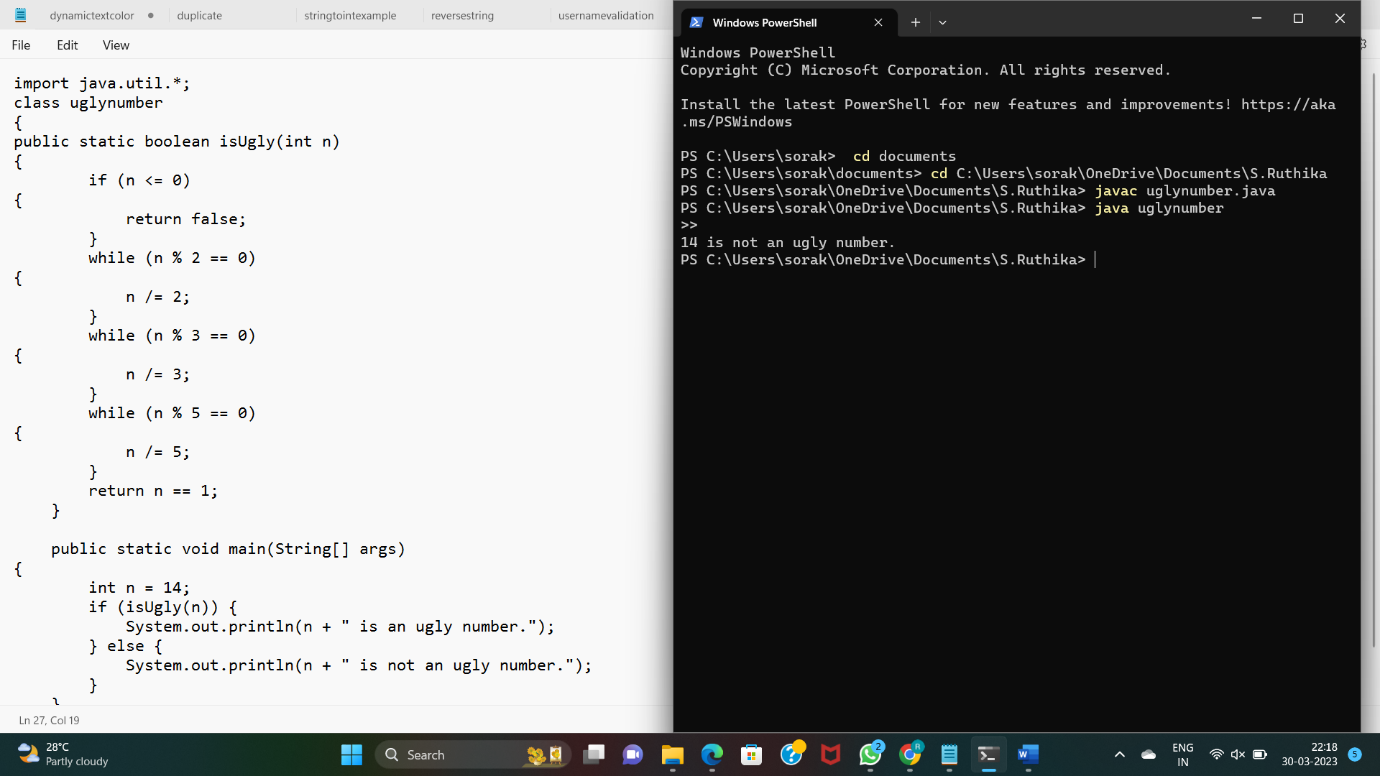 dynamictextcolor
duplicate
stringtointexample
reversestring
usernamevalidation
File Edit View
import java.util.*;
class uglynumber
{
public static boolean isUgly(int n)
{
if (n <= 0)
{
return false;
}
while (n % 2 == 0)
{
n /= 2;
}
while (n % 3 == 0)
{
n /= 3;
}
while (n % 5 == 0)
{
n /= 5;
}
return n == 1;
}
public static void main(String[] args)
{
int n = 14;
if (isUgly(n)) {
System.out.println(n + " is an ugly number.");
} else {
System.out.println(n + " is not an ugly number.");
}
}
Ln 27, Col 19
Windows PowerShell
Windows PowerShell
Copyright (C) Microsoft Corporation. All rights reserved.
Install the latest PowerShell for new features and improvements! https://aka
.ms/PSWindows
PS C:\Users\sorak>  cd documents
PS C:\Users\sorak\documents> cd C:\Users\sorak\OneDrive\Documents\S.Ruthika
PS C:\Users\sorak\OneDrive\Documents\S.Ruthika> javac uglynumber.java
PS C:\Users\sorak\OneDrive\Documents\S.Ruthika> java uglynumber
>>
14 is not an ugly number.
PS C:\Users\sorak\OneDrive\Documents\S.Ruthika>
28°C
Partly cloudy
Search
2
R
W
ENG
IN
22:18
30-03-2023
5